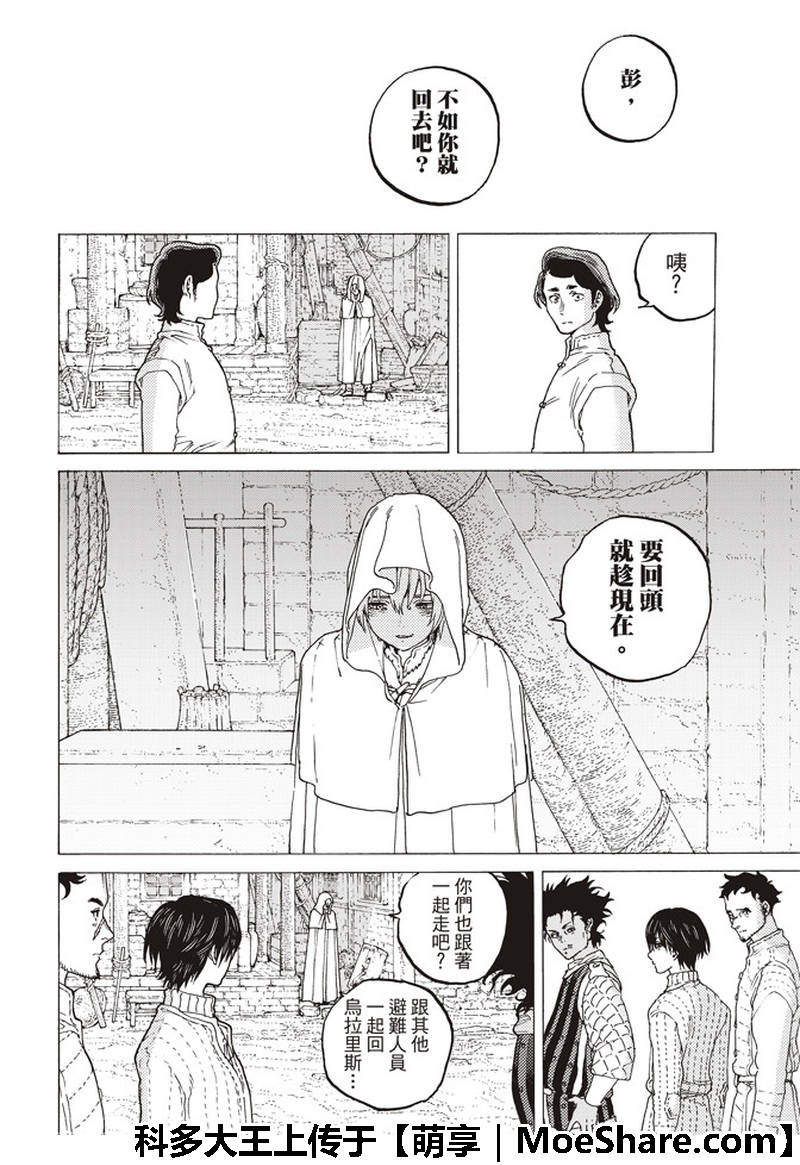 彭，
不如你就
回去吧？
咦？
要回頭
就趁現在。
你們也跟著
一起走吧？
跟其他
避難人員
一起回
烏拉里斯…
科多大王上传于【萌享】|MoeShare.com】